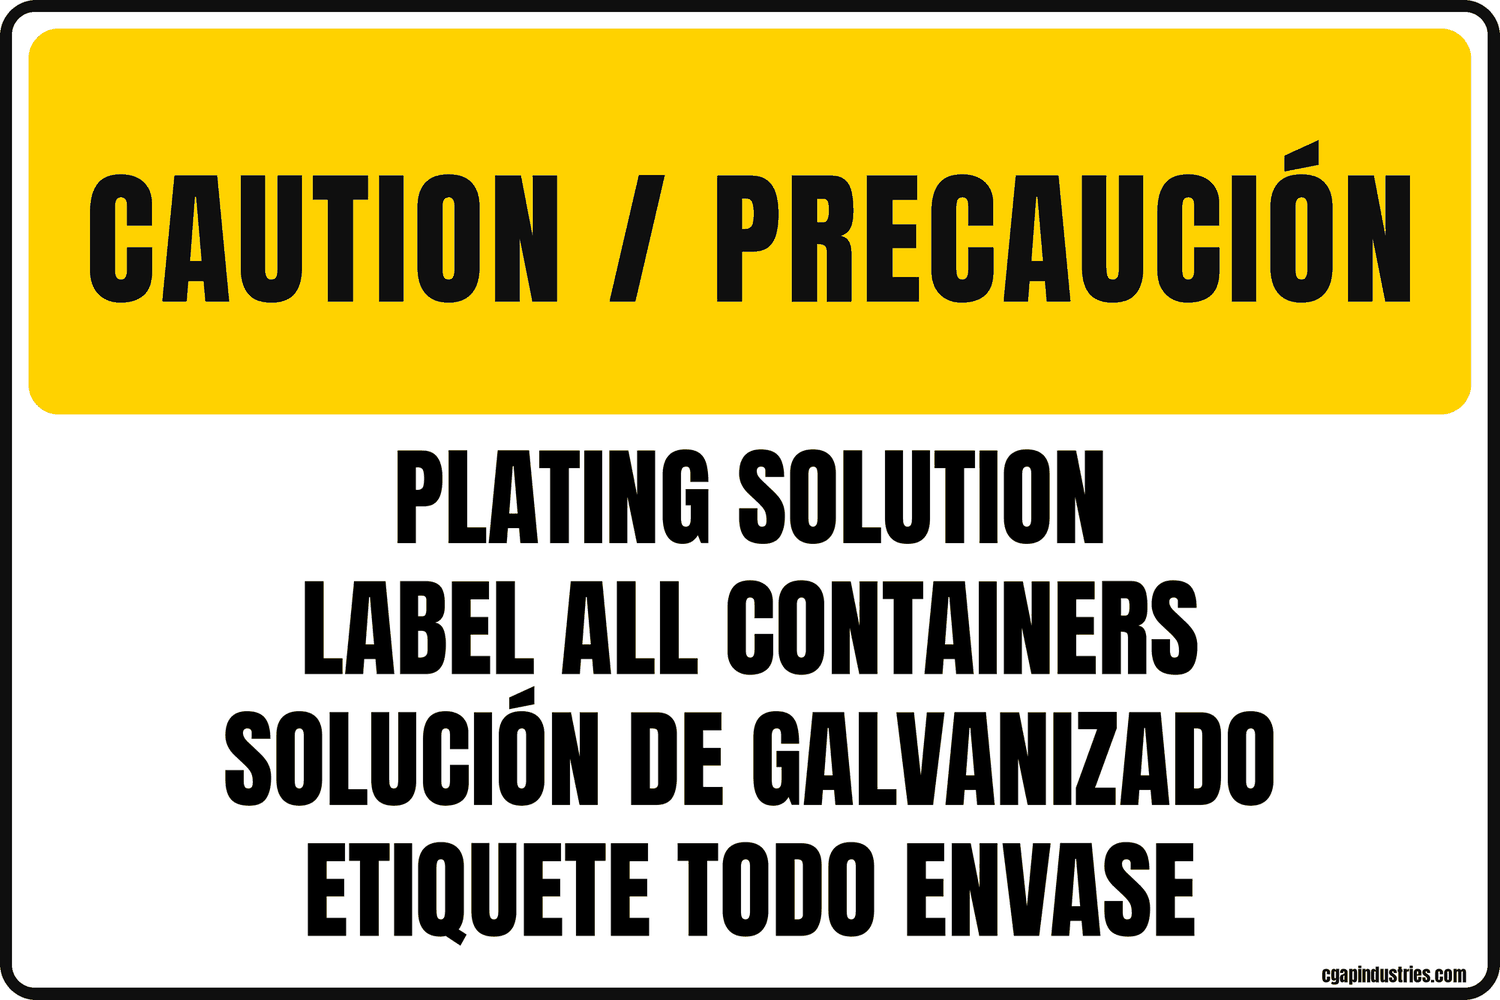 CAUTION / PRECAUCIÓN
PLATING SOLUTION
LABEL ALL CONTAINERS
SOLUCIÓN DE GALVANIZADO
ETIQUETE TODO ENVASE
cgapindustries.com